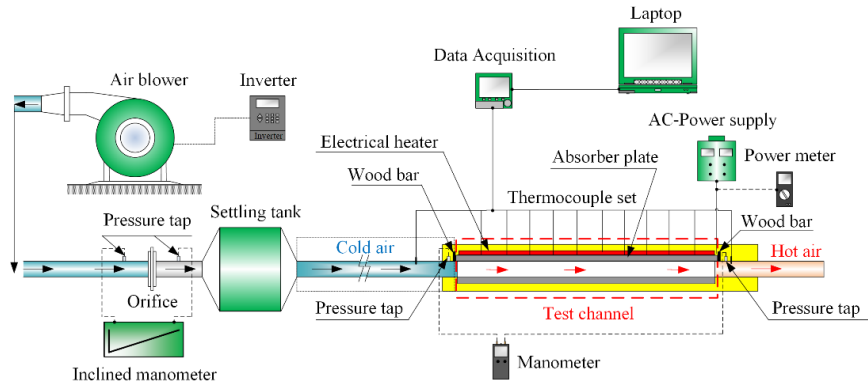 Laptop
Data Acquisition
Air blower
Inverter
Inverter
AC-Power supply
Electrical heater
Absorber plate
Power meter
Wood bar
Thermocouple set
Pressure tap
Settling tank
Wood bar
Cold air
Hot air
Orifice
Pressure tap
Test channel
Pressure tap
Inclined manometer
Manometer